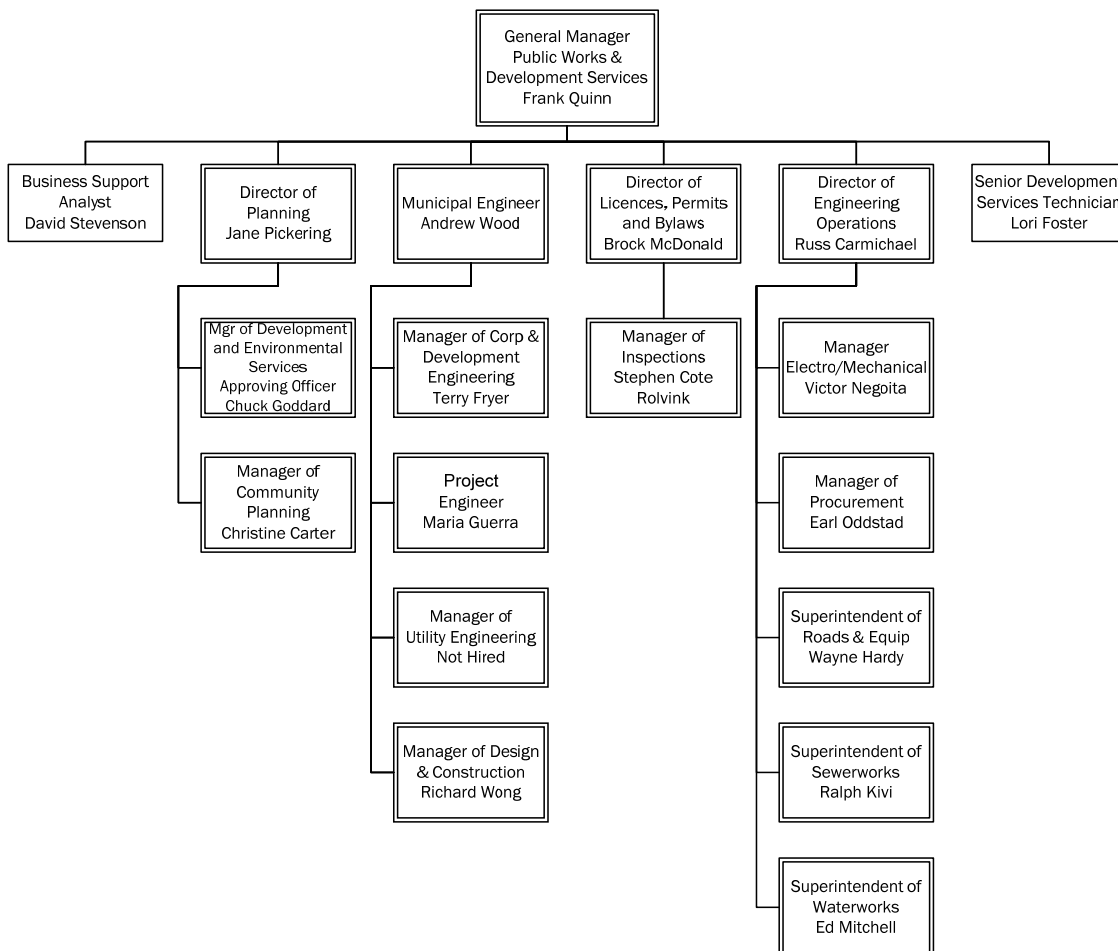 General Manager
Public Works &
Development Services
Frank Quinn
Business Support
Analyst
David Stevenson
Director of
Planning
Jane Pickering
Municipal Engineer
Andrew Wood
Director of
Licences, Permits
and Bylaws
Brock McDonald
Director of
Engineering
Operations
Russ Carmichael
Senior Development
Services Technician
Lori Foster
Mgr of Development
and Environmental
Services
Approving Officer
Chuck Goddard
Manager of Corp &
Development
Engineering
Terry Fryer
Manager of
Inspections
Stephen Cote
Rolvink
Manager
Electro/Mechanical
Victor Negoita
Manager of
Community
Planning
Christine Carter
Project
Engineer
Maria Guerra
Manager of
Procurement
Earl Oddstad
Manager of
Utility Engineering
Not Hired
Superintendent of
Roads & Equip
Wayne Hardy
Manager of Design
& Construction
Richard Wong
Superintendent of
Sewerworks
Ralph Kivi
Superintendent of
Waterworks
Ed Mitchell